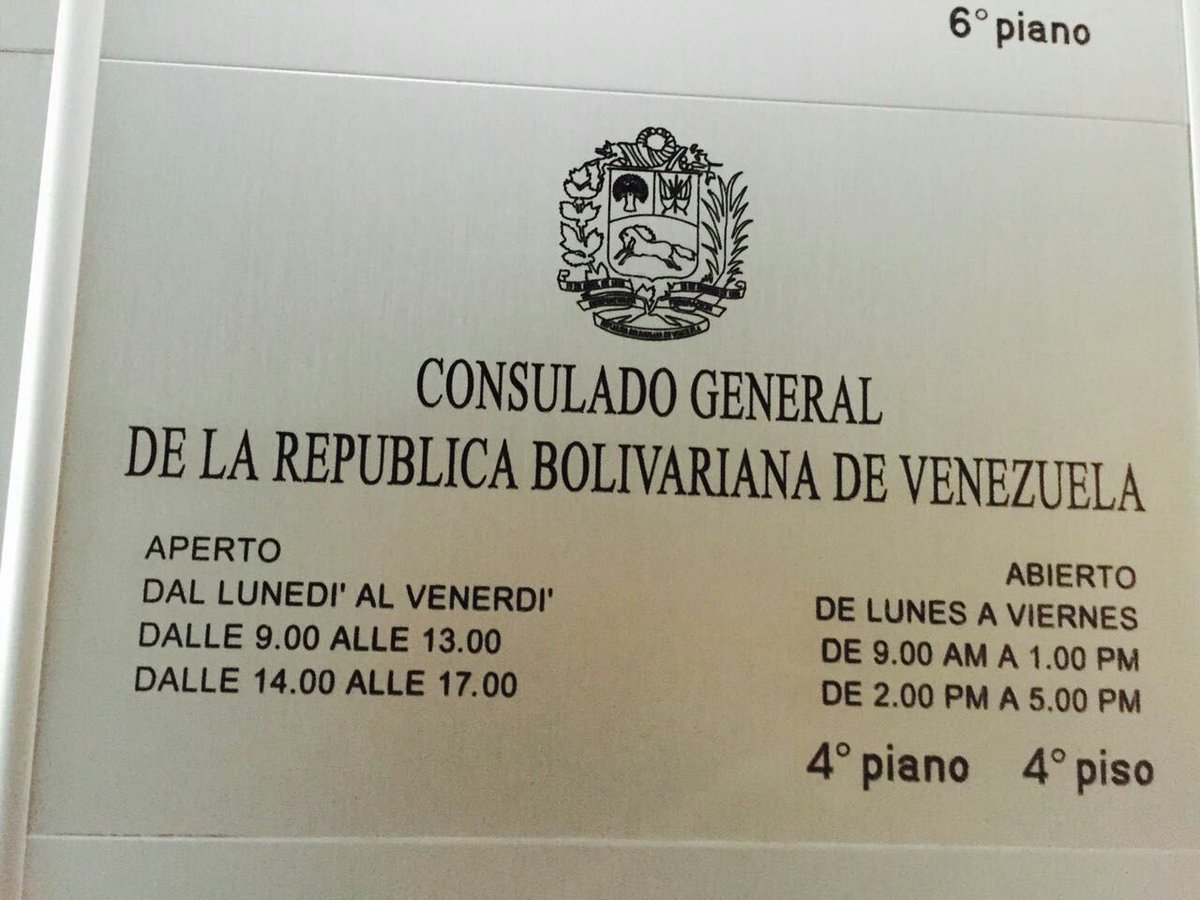 6° piano
CONSULADO GENERAL
DE LA REPUBLICA BOLIVARIANA DE VENEZUELA
APERTO
DAL LUNEDI' AL VENERDI'
DALLE 9.00 ALLE 13.00
DALLE 14.00 ALLE 17.00
ABIERTO
DE LUNES A VIERNES
DE 9.00 AM A 1.00 PM
DE 2.00 PM A 5.00 PM
4° piano 4° piso